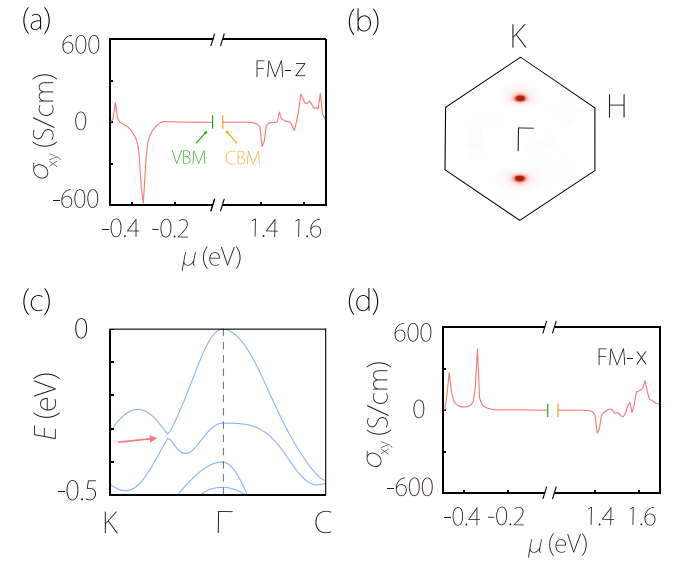 (a)
600
0
-600
σxy (S/cm)
FM-z
VBM
CBM
-0.4
-0.2
1.4
1.6
μ (eV)
(b)
K
H
Γ
(c)
0
-0.5
E (eV)
K
Γ
C
(d)
600
0
-600
σxy (S/cm)
FM-x
-0.4
-0.2
1.4
1.6
μ (eV)